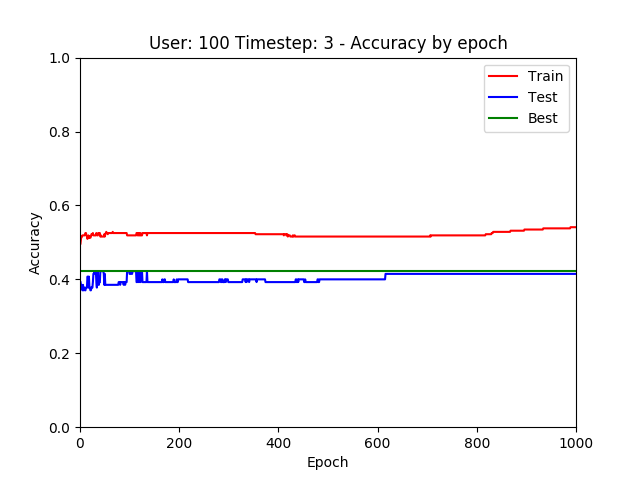 User: 100 Timestep: 3 - Accuracy by epoch
1.0
0.8
0.6
0.4
0.2
0.0
Accuracy
Train
Test
Best
0 200 400 600 800 1000
Epoch